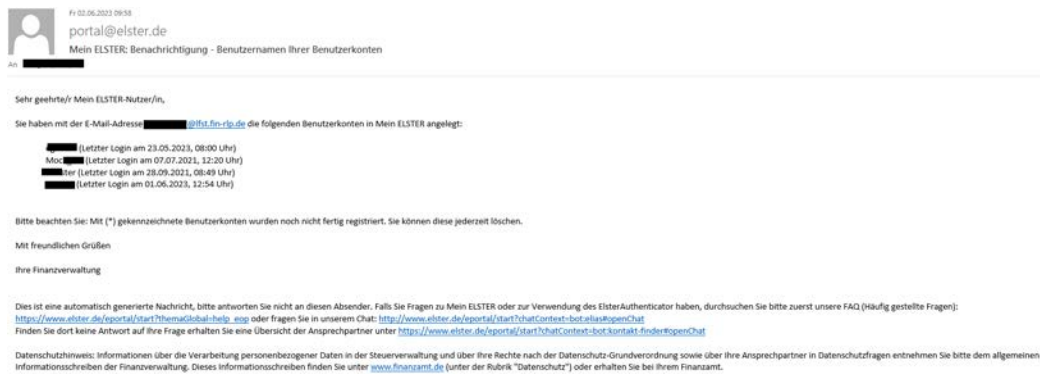 Fr 02.06.2023 09:58
portal@elster.de
Mein ELSTER: Benachrichtigung - Benutzernamen Ihrer Benutzerkonten
An
Sehr geehrte/r Mein ELSTER-Nutzer/in,
Sie haben mit der E-Mail-Adresse @lfst.fin-rlp.de die folgenden Benutzerkonten in Mein ELSTER angelegt:
(Letzter Login am 23.05.2023, 08:00 Uhr)
Moc (Letzter Login am 07.07.2021, 12:20 Uhr)
ter (Letzter Login am 28.09.2021, 08:49 Uhr)
(Letzter Login am 01.06.2023, 12:54 Uhr)
Bitte beachten Sie: Mit (*) gekennzeichnete Benutzerkonten wurden noch nicht fertig registriert. Sie können diese jederzeit löschen.
Mit freundlichen Grüßen
Ihre Finanzverwaltung
Dies ist eine automatisch generierte Nachricht, bitte antworten Sie nicht an diesen Absender. Falls Sie Fragen zu Mein ELSTER oder zur Verwendung des ElsterAuthenticator haben, durchsuchen Sie bitte zuerst unsere FAQ (Häufig gestellte Fragen):
https://www.elster.de/eportal/start?themaGlobal=help_eop oder fragen Sie in unserem Chat: http://www.elster.de/eportal/start?chatContext=bot:elias#openChat
Finden Sie dort keine Antwort auf Ihre Frage erhalten Sie eine Übersicht der Ansprechpartner unter https://www.elster.de/eportal/start?chatContext=bot:kontakt-finder#openChat
Datenschutzhinweis: Informationen über die Verarbeitung personenbezogener Daten in der Steuerverwaltung und über Ihre Rechte nach der Datenschutz-Grundverordnung sowie über Ihre Ansprechpartner in Datenschutzfragen entnehmen Sie bitte dem allgemeinen
Informationsschreiben der Finanzverwaltung. Dieses Informationsschreiben finden Sie unter www.finanzamt.de (unter der Rubrik "Datenschutz") oder erhalten Sie bei Ihrem Finanzamt.